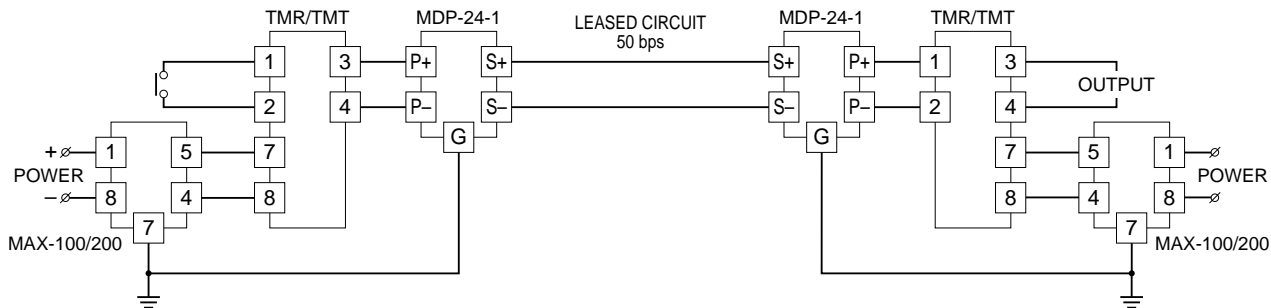 TMR/TMT MDP-24-1 LEASED CIRCUIT MDP-24-1 TMR/TMT
50 bps
1 3 P+ S+ S+ P+ 1 3
OUTPUT
2 4 P– S– S– P– 2 4
G G
+ 1 5 7 7 5 1
POWER POWER
– 8 4 8 8 4 8
7 7
MAX-100/200 MAX-100/200